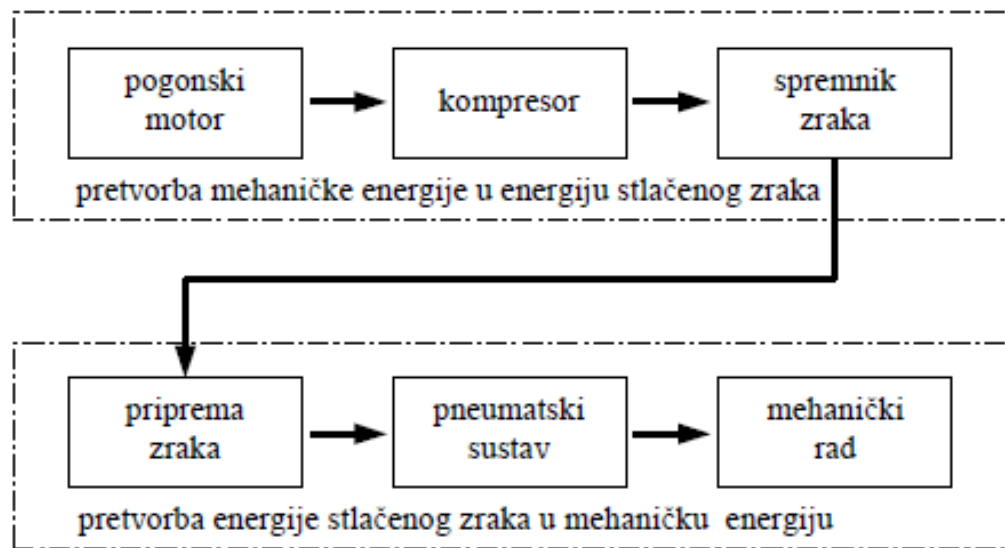 pogonski
motor
kompresor
spremnik
zraka
pretvorba mehaničke energije u energiju stlačenog zraka
priprema
zraka
pneumatski
sustav
mehanički
rad
pretvorba energije stlačenog zraka u mehaničku energiju